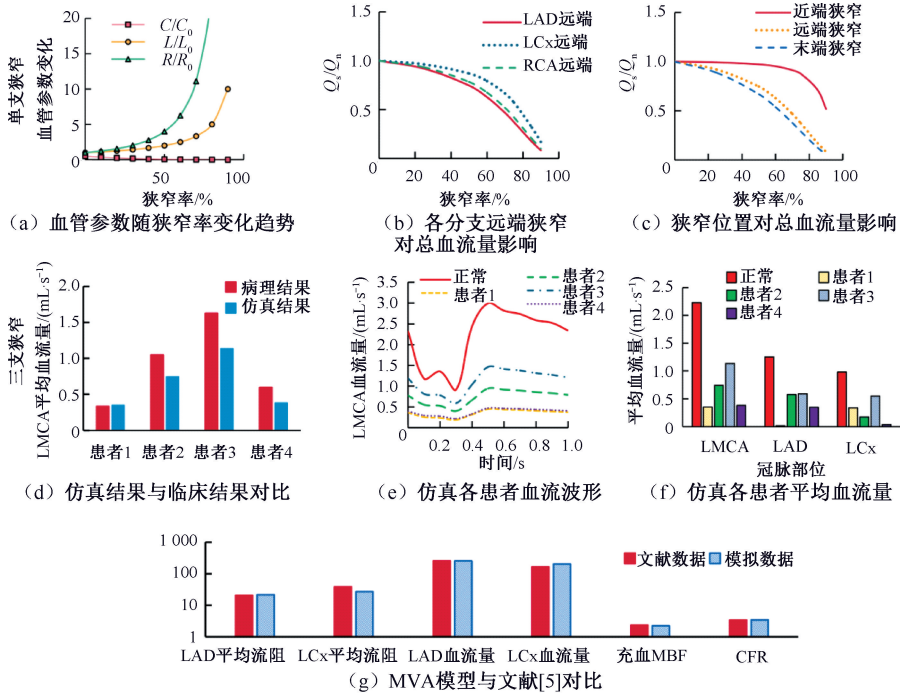 单支狭窄
血管参数变化
20
15
10
5
0
C/C0
L/L0
R/R0
0
50
100
狭窄率/%
(a) 血管参数随狭窄率变化趋势
Qs/Qn
1.5
1.0
0.5
0
LAD远端
LCx远端
RCA远端
0 20 40 60 80 100
狭窄率/%
(b) 各分支远端狭窄
对总血流量影响
Qs/Qn
1.5
1.0
0.5
近端狭窄
远端狭窄
末端狭窄
0 20 40 60 80 100
狭窄率/%
(c) 狭窄位置对总血流量影响
三支狭窄
LMCA平均血流量/(mL·s⁻¹)
2.0
1.5
1.0
0.5
0
病理结果
仿真结果
患者1 患者2 患者3 患者4
(d) 仿真结果与临床结果对比
LMCA血流量/(mL·s⁻¹)
3.5
3.0
2.5
2.0
1.5
1.0
0.5
0
正常
患者1
患者2
患者3
患者4
0.2 0.4 0.6 0.8 1.0
时间/s
(e) 仿真各患者血流波形
平均血流量/(mL·s⁻¹)
2.5
2.0
1.5
1.0
0.5
0
正常
患者1
患者2
患者3
患者4
LMCA LAD LCx
冠脉部位
(f) 仿真各患者平均血流量
1 000
100
10
1
文献数据
模拟数据
LAD平均流阻 LCx平均流阻 LAD血流量 LCx血流量 充血MBF CFR
(g) MVA模型与文献[5]对比